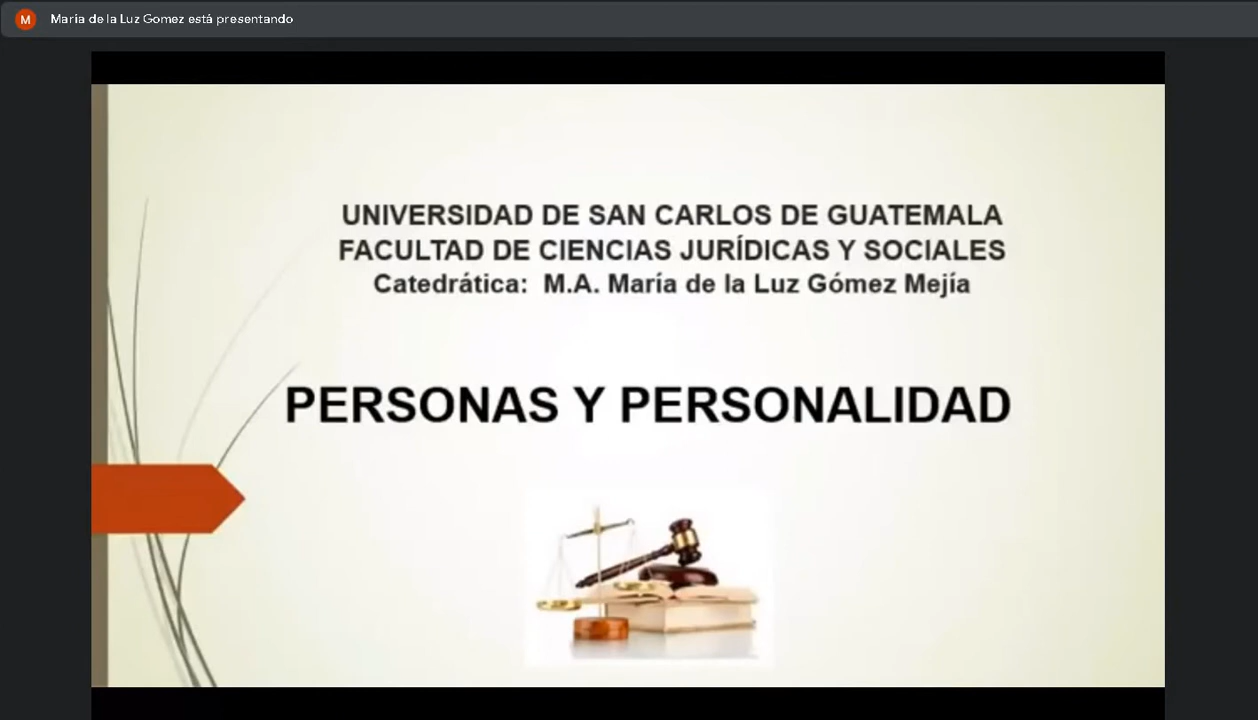 M
Maria de la Luz Gomez está presentando
UNIVERSIDAD DE SAN CARLOS DE GUATEMALA
FACULTAD DE CIENCIAS JURÍDICAS Y SOCIALES
Catedrática: M.A. María de la Luz Gómez Mejía
PERSONAS Y PERSONALIDAD